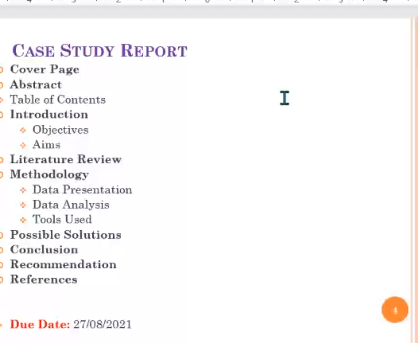 CASE STUDY REPORT
Cover Page
Abstract
Table of Contents
Introduction
Objectives
Aims
Literature Review
Methodology
Data Presentation
Data Analysis
Tools Used
Possible Solutions
Conclusion
Recommendation
References
4
Due Date: 27/08/2021